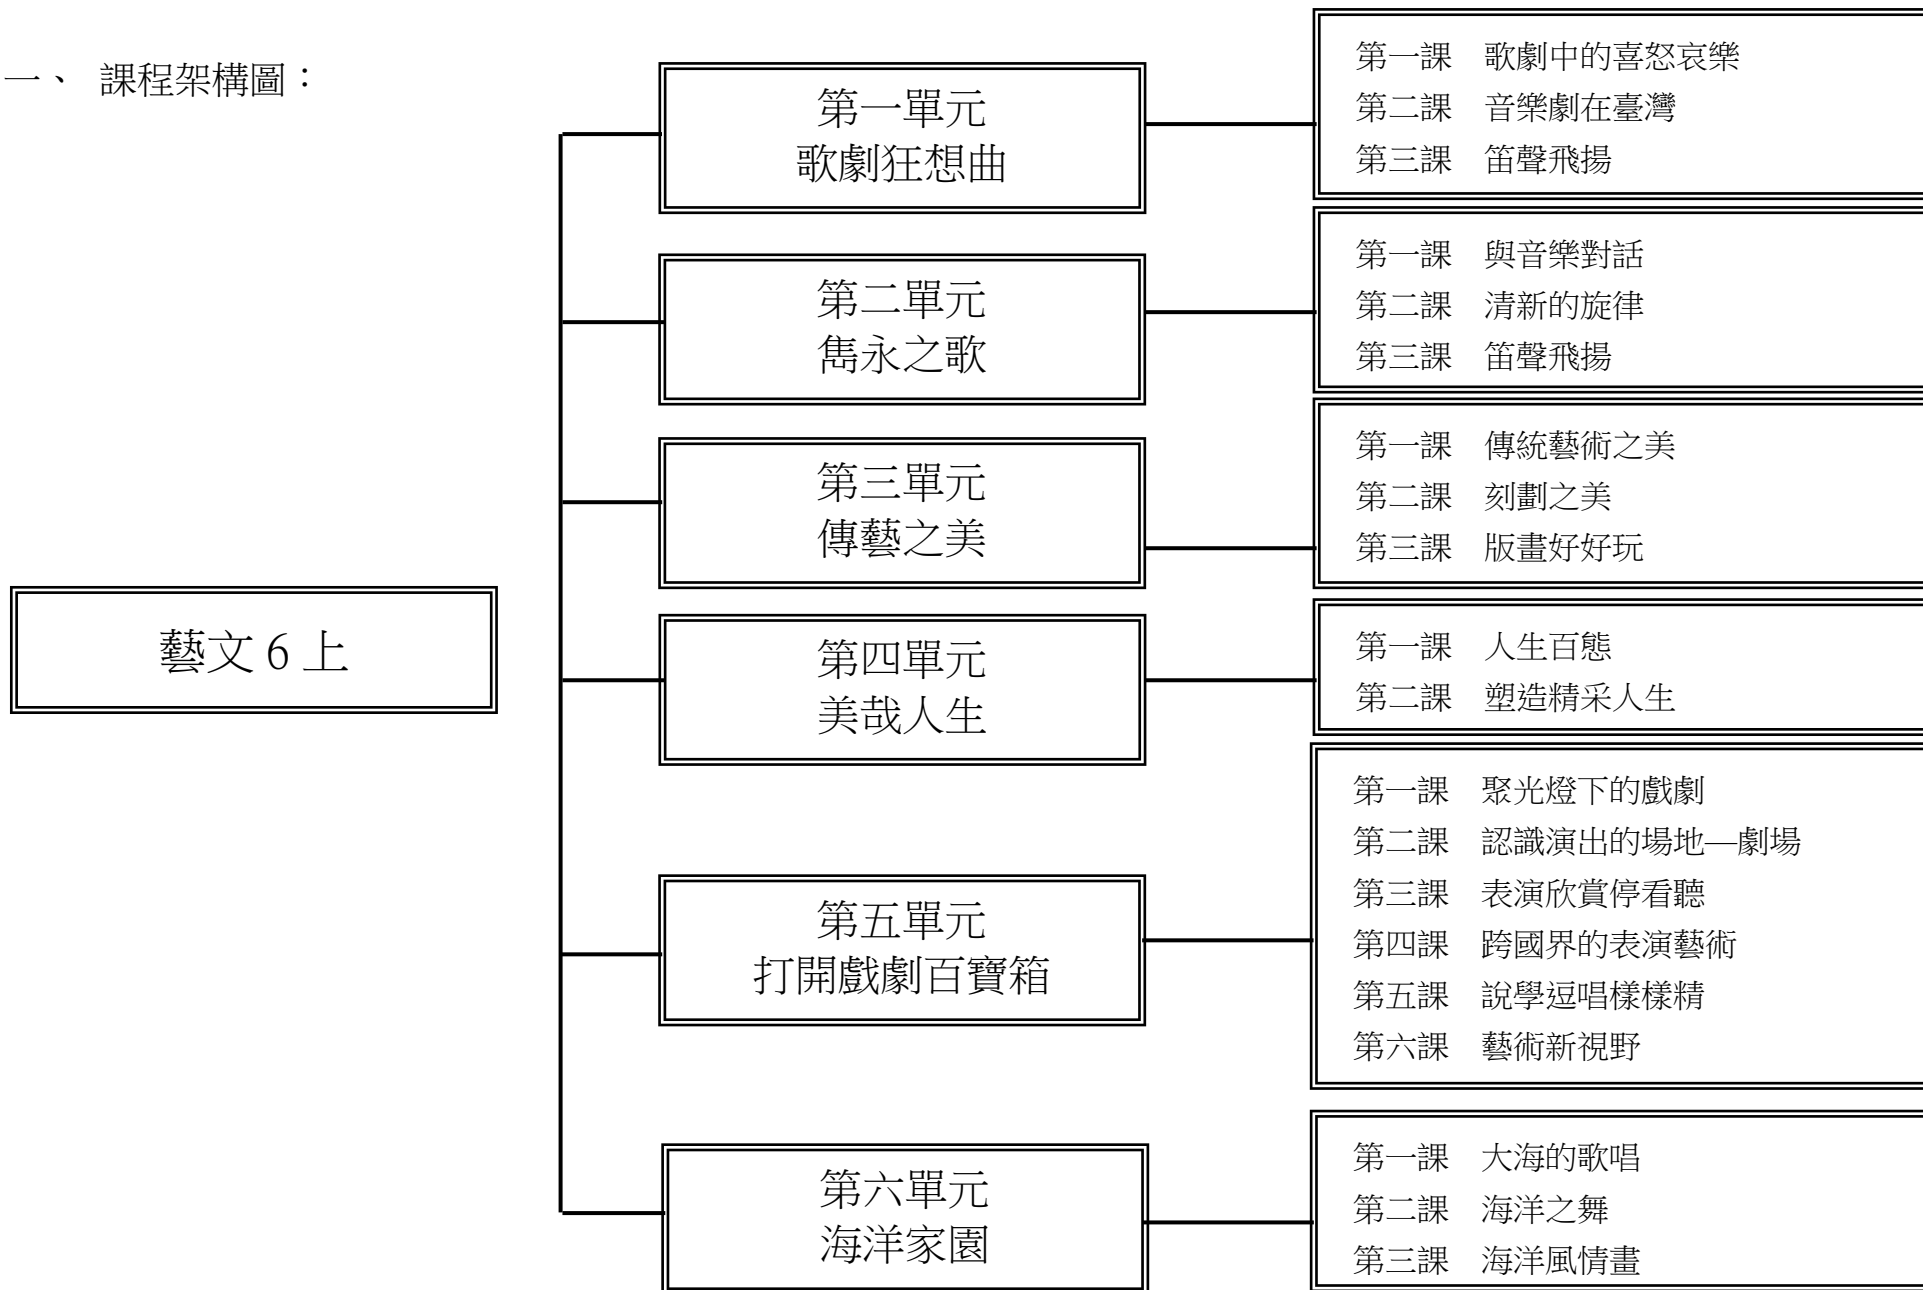 一、 課程架構圖：
藝文 6 上
第一單元
歌劇狂想曲
第一課 歌劇中的喜怒哀樂
第二課 音樂劇在臺灣
第三課 笛聲飛揚
第二單元
雋永之歌
第一課 與音樂對話
第二課 清新的旋律
第三課 笛聲飛揚
第三單元
傳藝之美
第一課 傳統藝術之美
第二課 刻劃之美
第三課 版畫好好玩
第四單元
美哉人生
第一課 人生百態
第二課 塑造精采人生
第五單元
打開戲劇百寶箱
第一課 聚光燈下的戲劇
第二課 認識演出的場地—劇場
第三課 表演欣賞停看聽
第四課 跨國界的表演藝術
第五課 說學逗唱樣樣精
第六課 藝術新視野
第六單元
海洋家園
第一課 大海的歌唱
第二課 海洋之舞
第三課 海洋風情畫